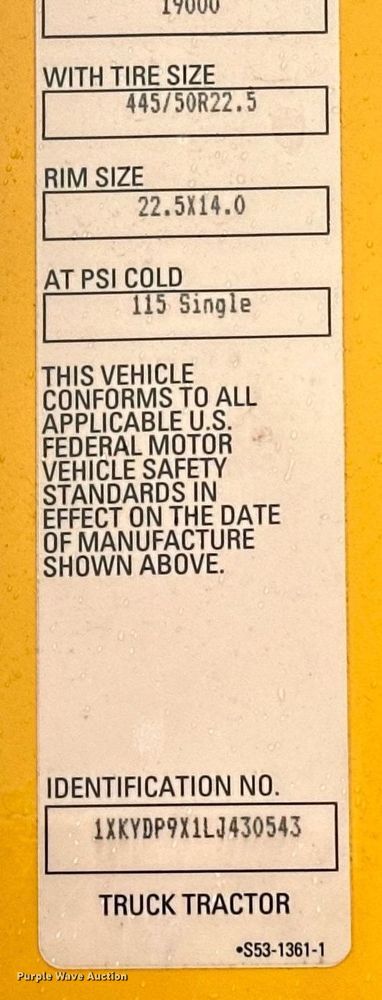 19000
WITH TIRE SIZE
445/50R22.5
RIM SIZE
22.5X14.0
AT PSI COLD
115 Single
THIS VEHICLE
CONFORMS TO ALL
APPLICABLE U.S.
FEDERAL MOTOR
VEHICLE SAFETY
STANDARDS IN
EFFECT ON THE DATE
OF MANUFACTURE
SHOWN ABOVE.
IDENTIFICATION NO.
1XKYDP9X1LJ430543
TRUCK TRACTOR
•S53-1361-1
Purple Wave Auction